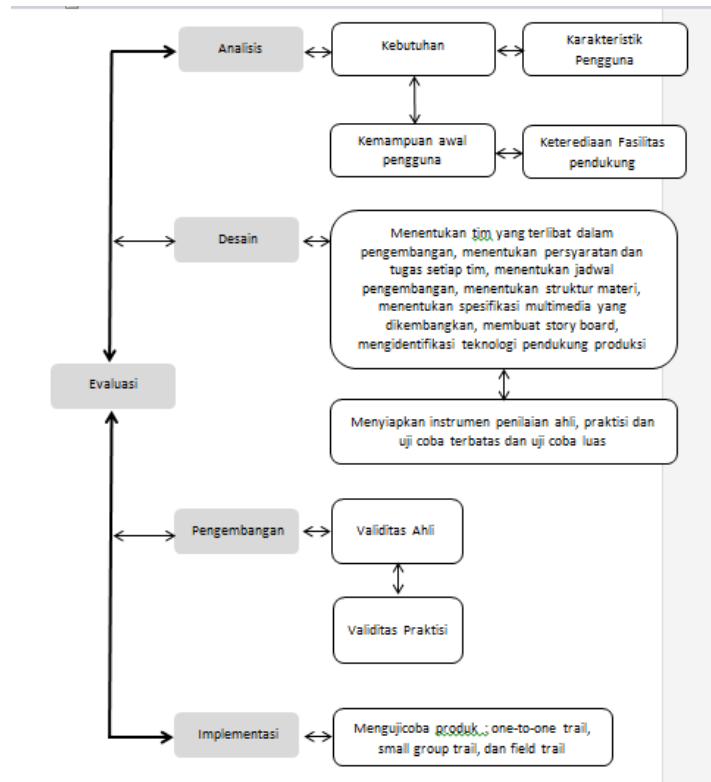 Analisis
Kebutuhan
Karakteristik
Pengguna
Kemampuan awal
pengguna
Keterediaan Fasilitas
pendukung
Desain
Menentukan tim yang terlibat dalam
pengembangan, menentukan persyaratan dan
tugas setiap tim, menentukan jadwal
pengembangan, menentukan struktur materi,
menentukan spesifikasi multimedia yang
dikembangkan, membuat story board,
mengidentifikasi teknologi pendukung produksi
Evaluasi
Menyiapkan instrumen penilaian ahli, praktisi dan
uji coba terbatas dan uji coba luas
Pengembangan
Validitas Ahli
Validitas Praktisi
Implementasi
Mengujicoba produk : one-to-one trail,
small group trail, dan field trail